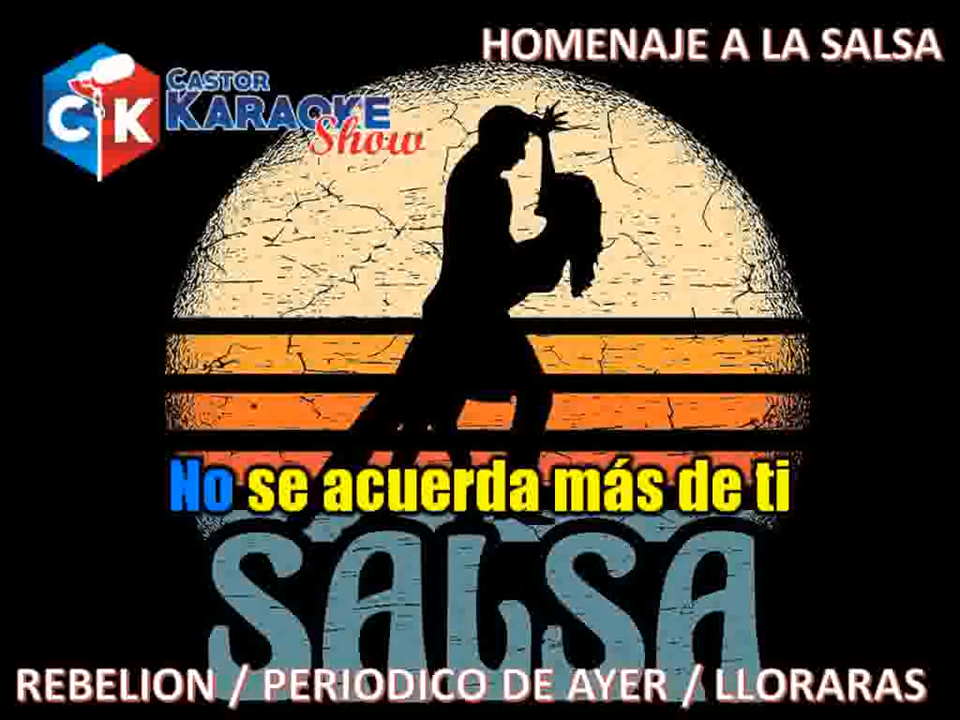 HOMENAJE A LA SALSA
CK
CASTOR
KARAOKE
Show
No se acuerda más de ti
SALSA
REBELION / PERIODICO DE AYER / LLORARAS